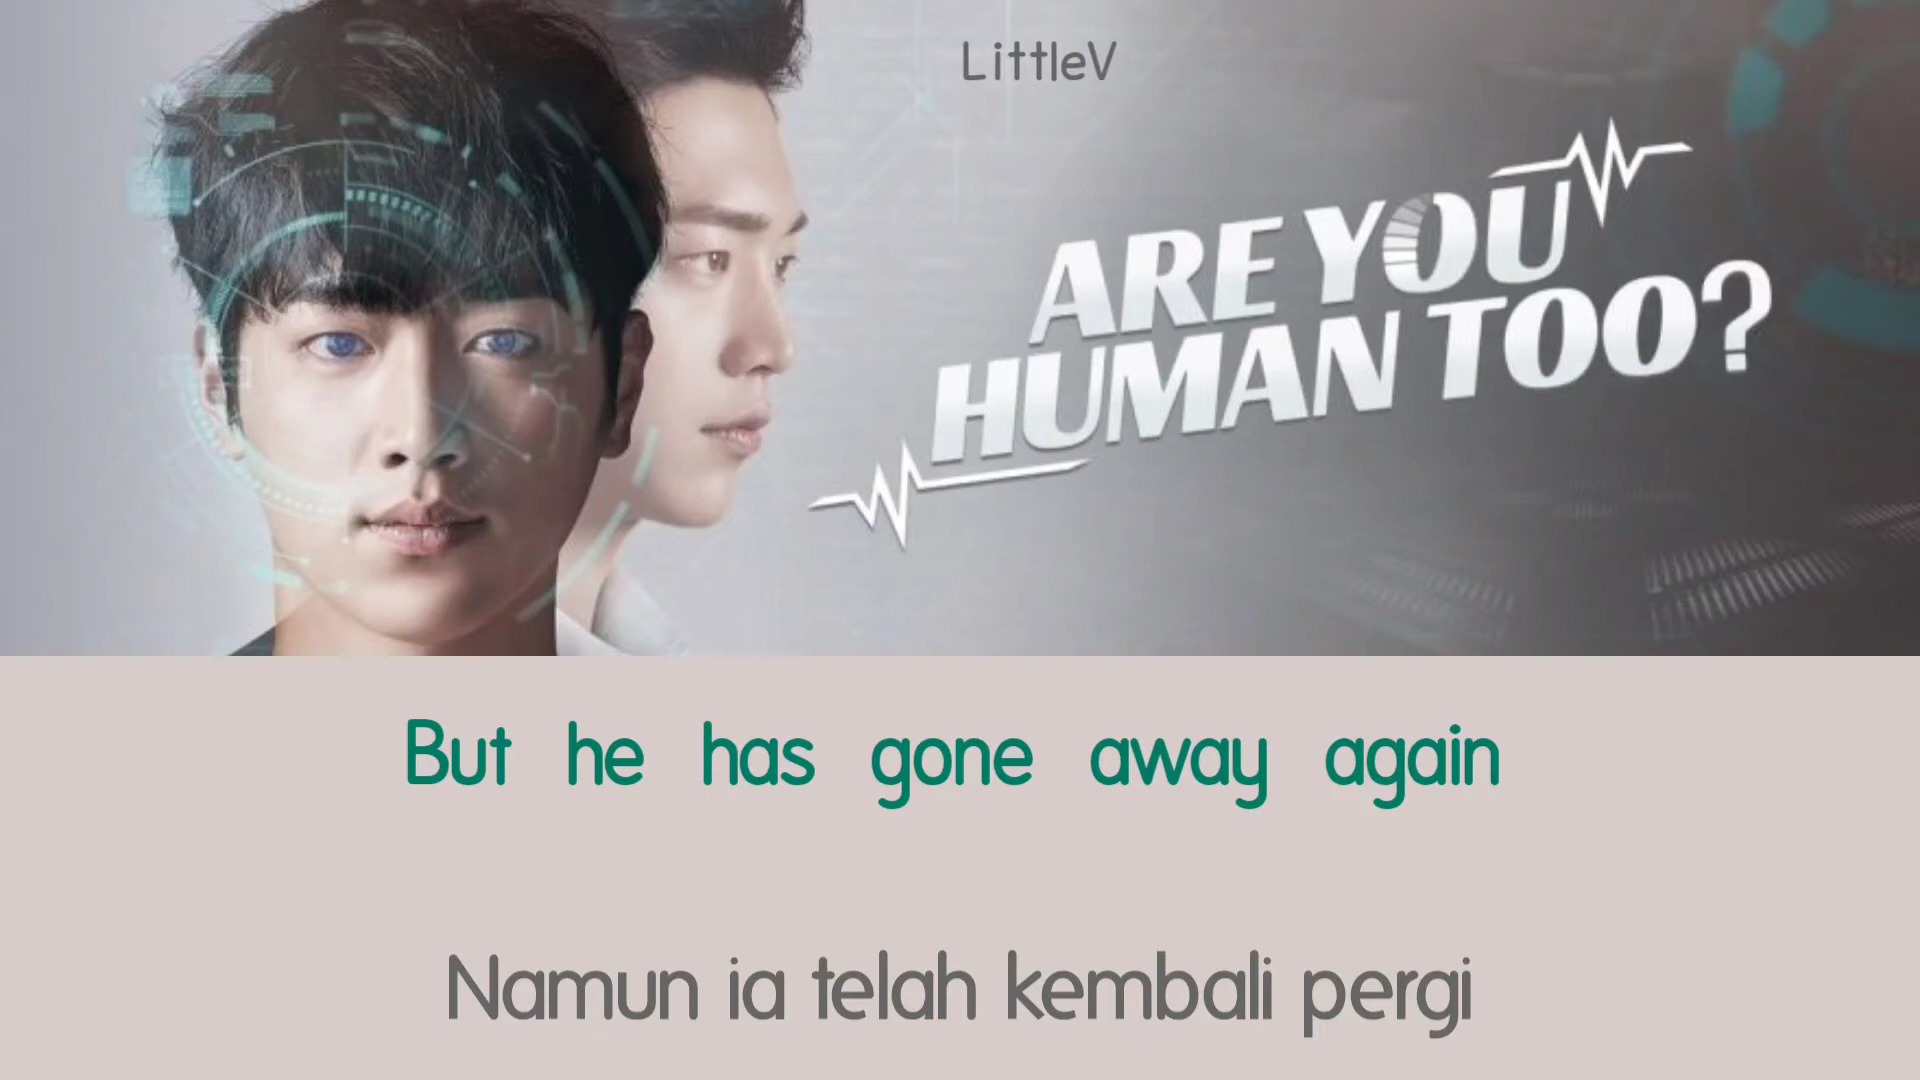 LittleV
ARE YOU
HUMAN TOO?
But he has gone away again
Namun ia telah kembali pergi